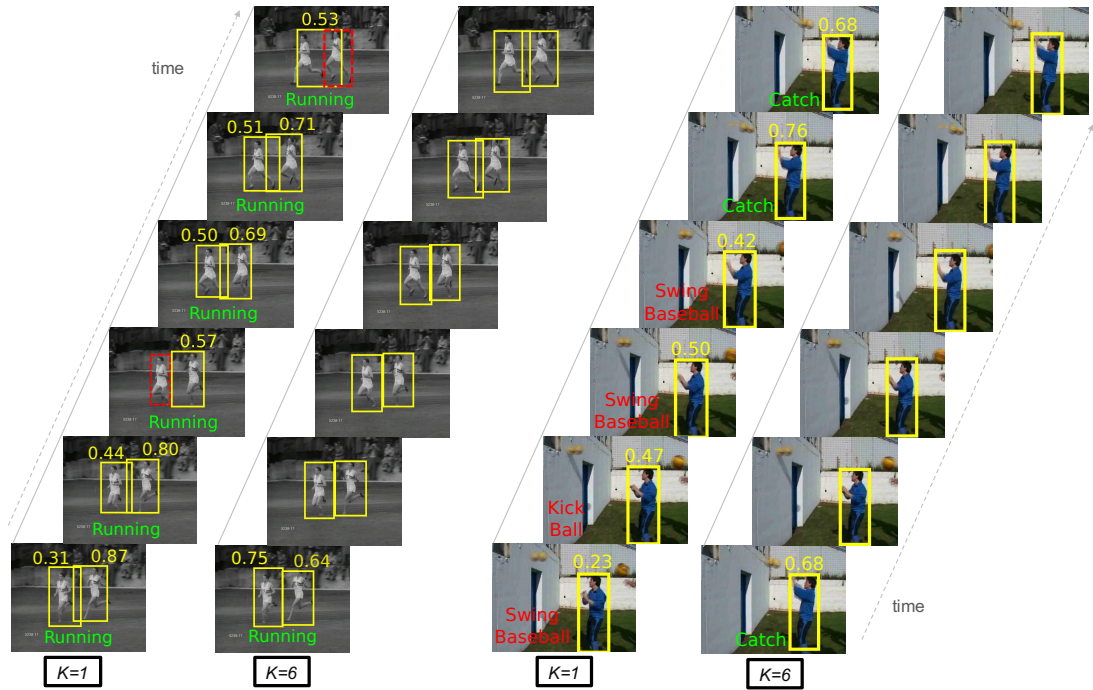 time
0.53
Running
0.51 0.71
Running
0.50 0.69
Running
0.57
Running
0.44 0.80
Running
0.31 0.87
Running
0.75 0.64
Running
K=1
K=6
0.68
Catch
0.76
Catch
0.42
Swing
Baseball
0.50
Swing
Baseball
0.47
Kick
Ball
0.23
Swing
Baseball
0.68
Catch
time
K=1
K=6